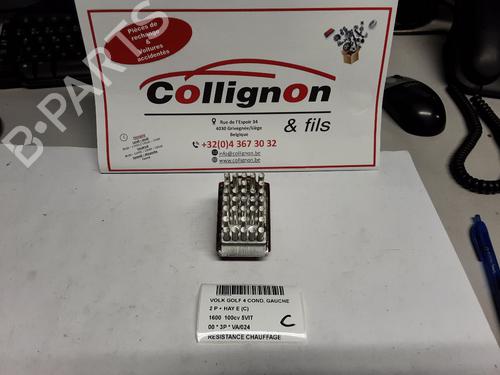 Pièces de
rechange
&
Voitures
accidentés
B-PARTS
Collignon
& fils
Rue de l'Espoir 34
4030 Grivegnée/Liège
Belgique
+32(0)4 367 30 32
info@collignon.be
www.collignon.be
VOLK GOLF 4 COND. GAUCHE
2 P + HAY E (C)
1600 100cv 5VIT
00 * 3P * VA/024
RESISTANCE CHAUFFAGE
C